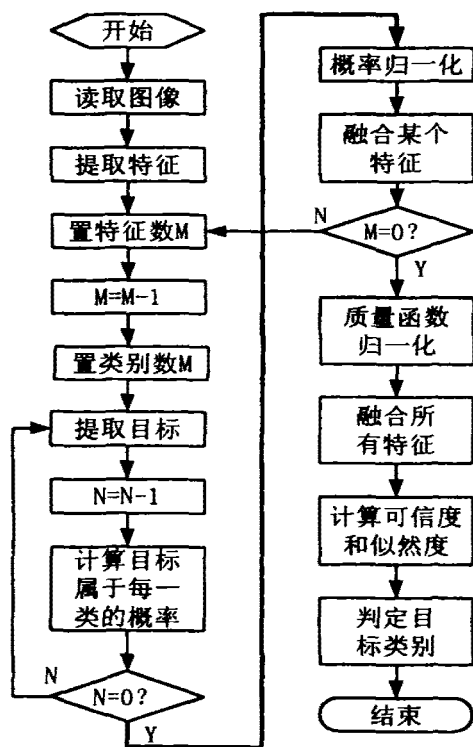 开始
读取图像
提取特征
置特征数M
M=M-1
置类别数M
提取目标
N=N-1
计算目标
属于每一
类的概率
N
N=0?
Y
概率归一化
融合某个
特征
N
M=0?
Y
质量函数
归一化
融合所
有特征
计算可信度
和似然度
判定目
标类别
结束